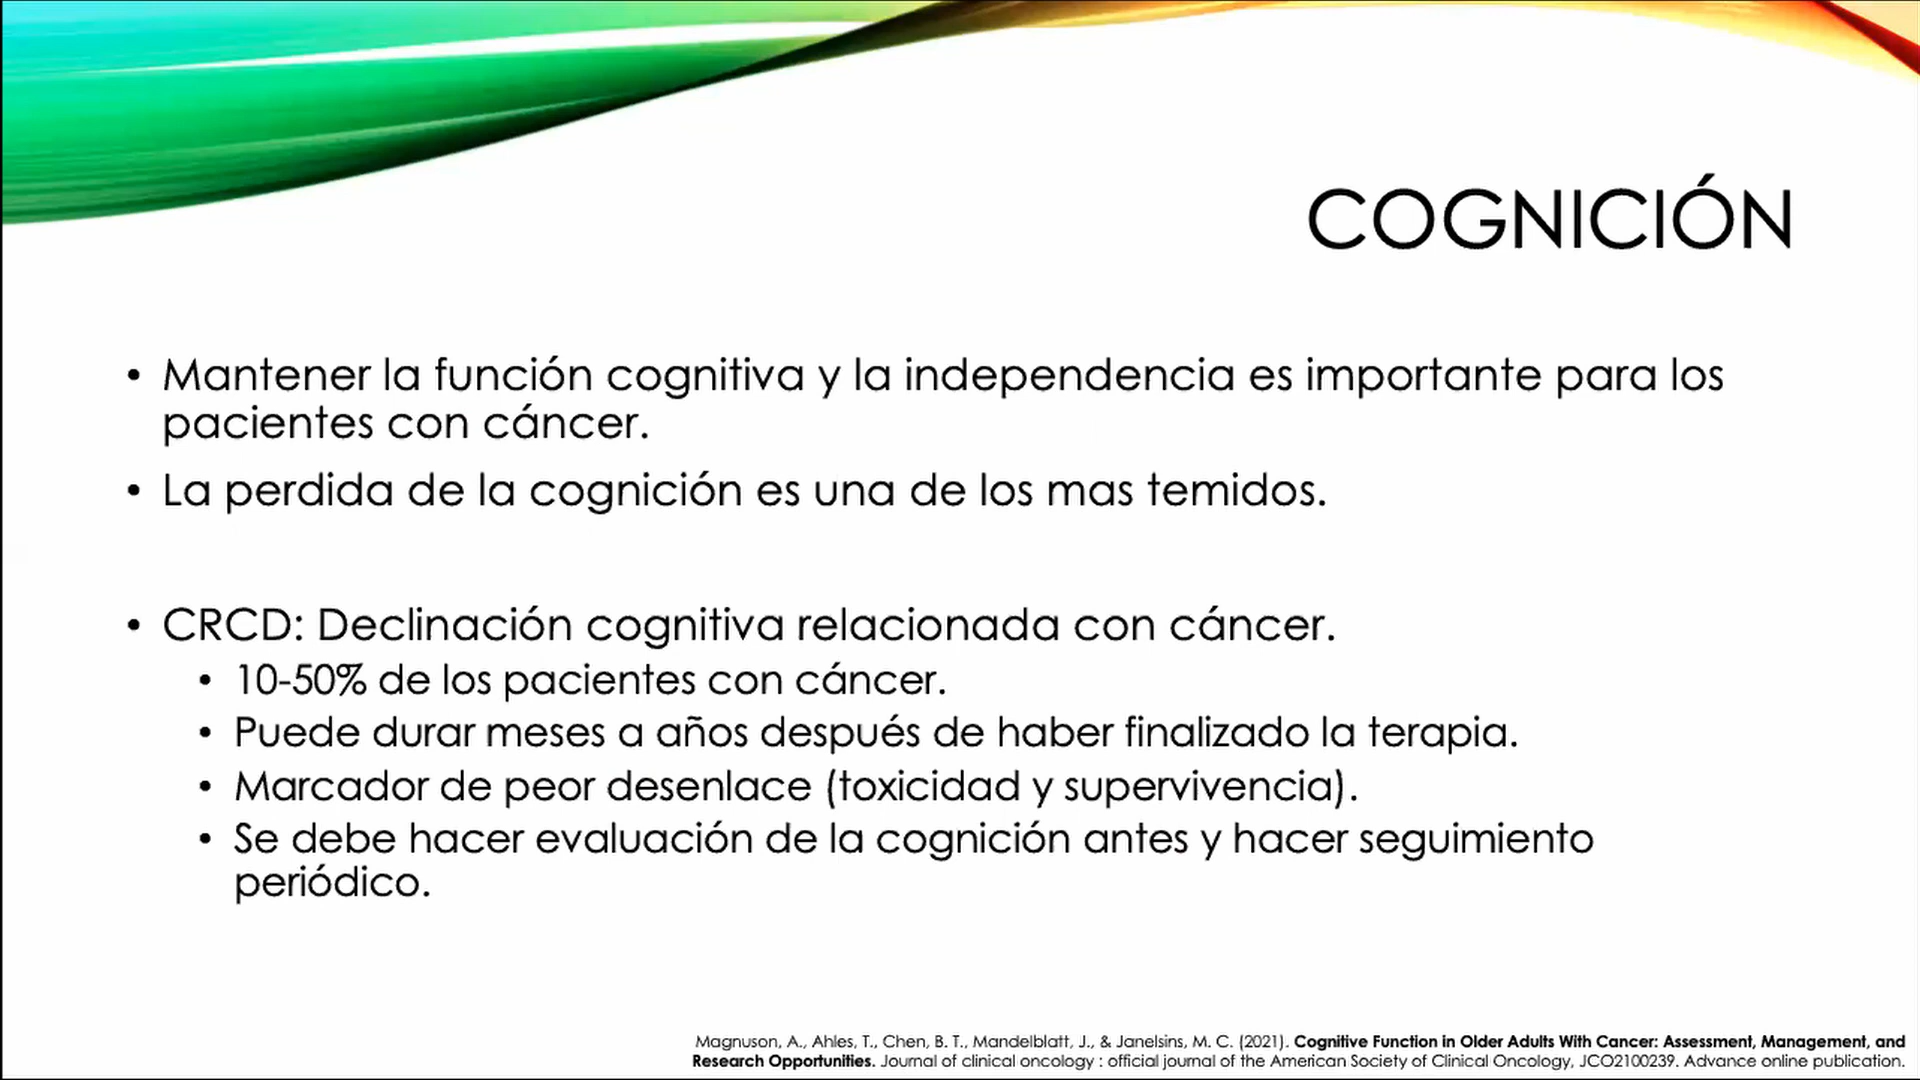 COGNICIÓN
• Mantener la función cognitiva y la independencia es importante para los
pacientes con cáncer.
• La perdida de la cognición es una de los mas temidos.
• CRCD: Declinación cognitiva relacionada con cáncer.
• 10-50% de los pacientes con cáncer.
• Puede durar meses a años después de haber finalizado la terapia.
• Marcador de peor desenlace (toxicidad y supervivencia).
• Se debe hacer evaluación de la cognición antes y hacer seguimiento
periódico.
Magnuson, A., Ahles, T., Chen, B. T., Mandelblatt, J., & Janelsins, M. C. (2021). Cognitive Function in Older Adults With Cancer: Assessment, Management, and
Research Opportunities. Journal of clinical oncology : official journal of the American Society of Clinical Oncology, JCO2100239. Advance online publication.